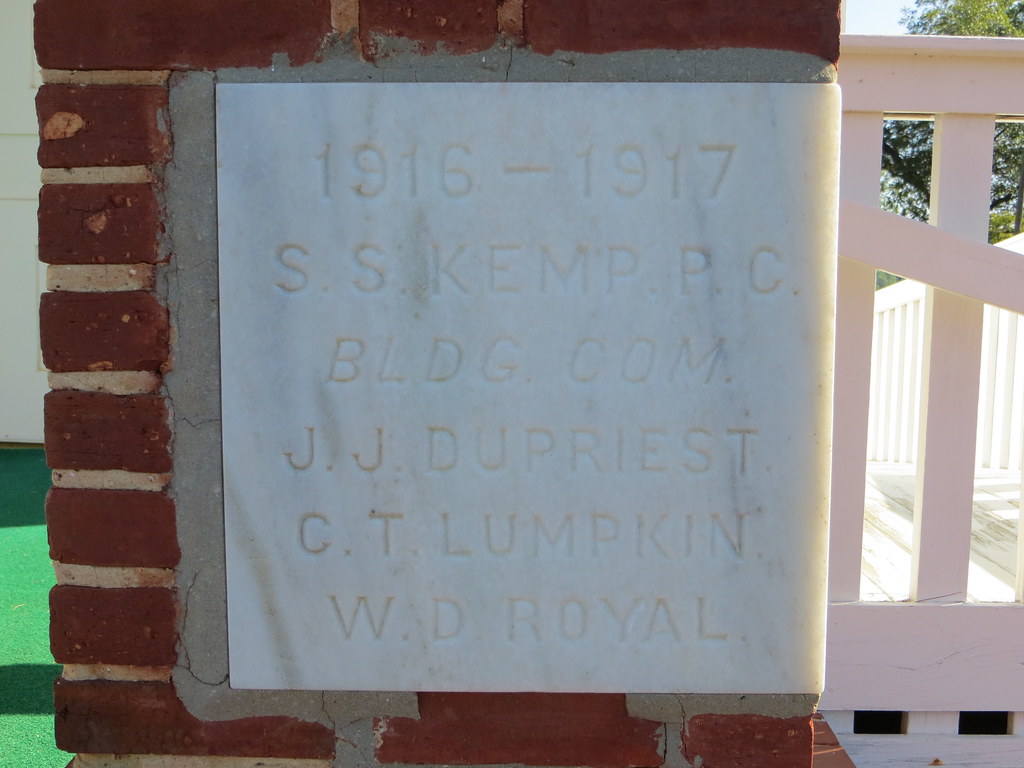 1916 — 1917
S. S. KEMP. P. C.
BLDG. COM.
J. J. DUPRIEST.
C. T. LUMPKIN.
W. D. ROYAL.